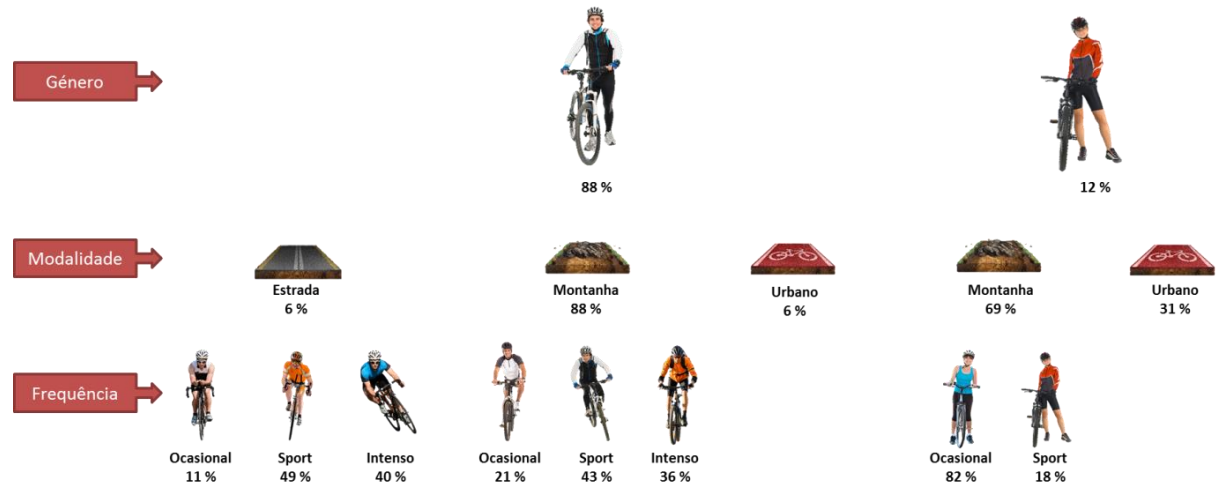 Género
88 %
12 %
Modalidade
Estrada
6 %
Montanha
88 %
Urbano
6 %
Montanha
69 %
Urbano
31 %
Frequência
Ocasional
11 %
Sport
49 %
Intenso
40 %
Ocasional
21 %
Sport
43 %
Intenso
36 %
Ocasional
82 %
Sport
18 %